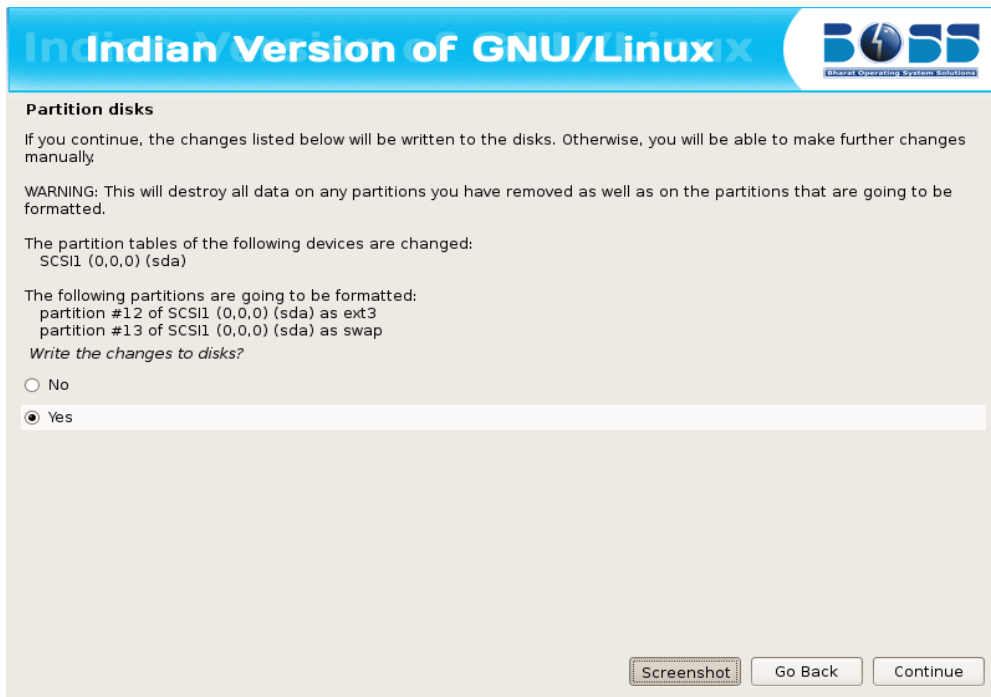 Indian Version of GNU/Linux
BOSS
Bharat Operating System Solutions
Partition disks
If you continue, the changes listed below will be written to the disks. Otherwise, you will be able to make further changes
manually.
WARNING: This will destroy all data on any partitions you have removed as well as on the partitions that are going to be
formatted.
The partition tables of the following devices are changed:
SCSI1 (0,0,0) (sda)
The following partitions are going to be formatted:
partition #12 of SCSI1 (0,0,0) (sda) as ext3
partition #13 of SCSI1 (0,0,0) (sda) as swap
Write the changes to disks?
No
Yes
Screenshot Go Back Continue